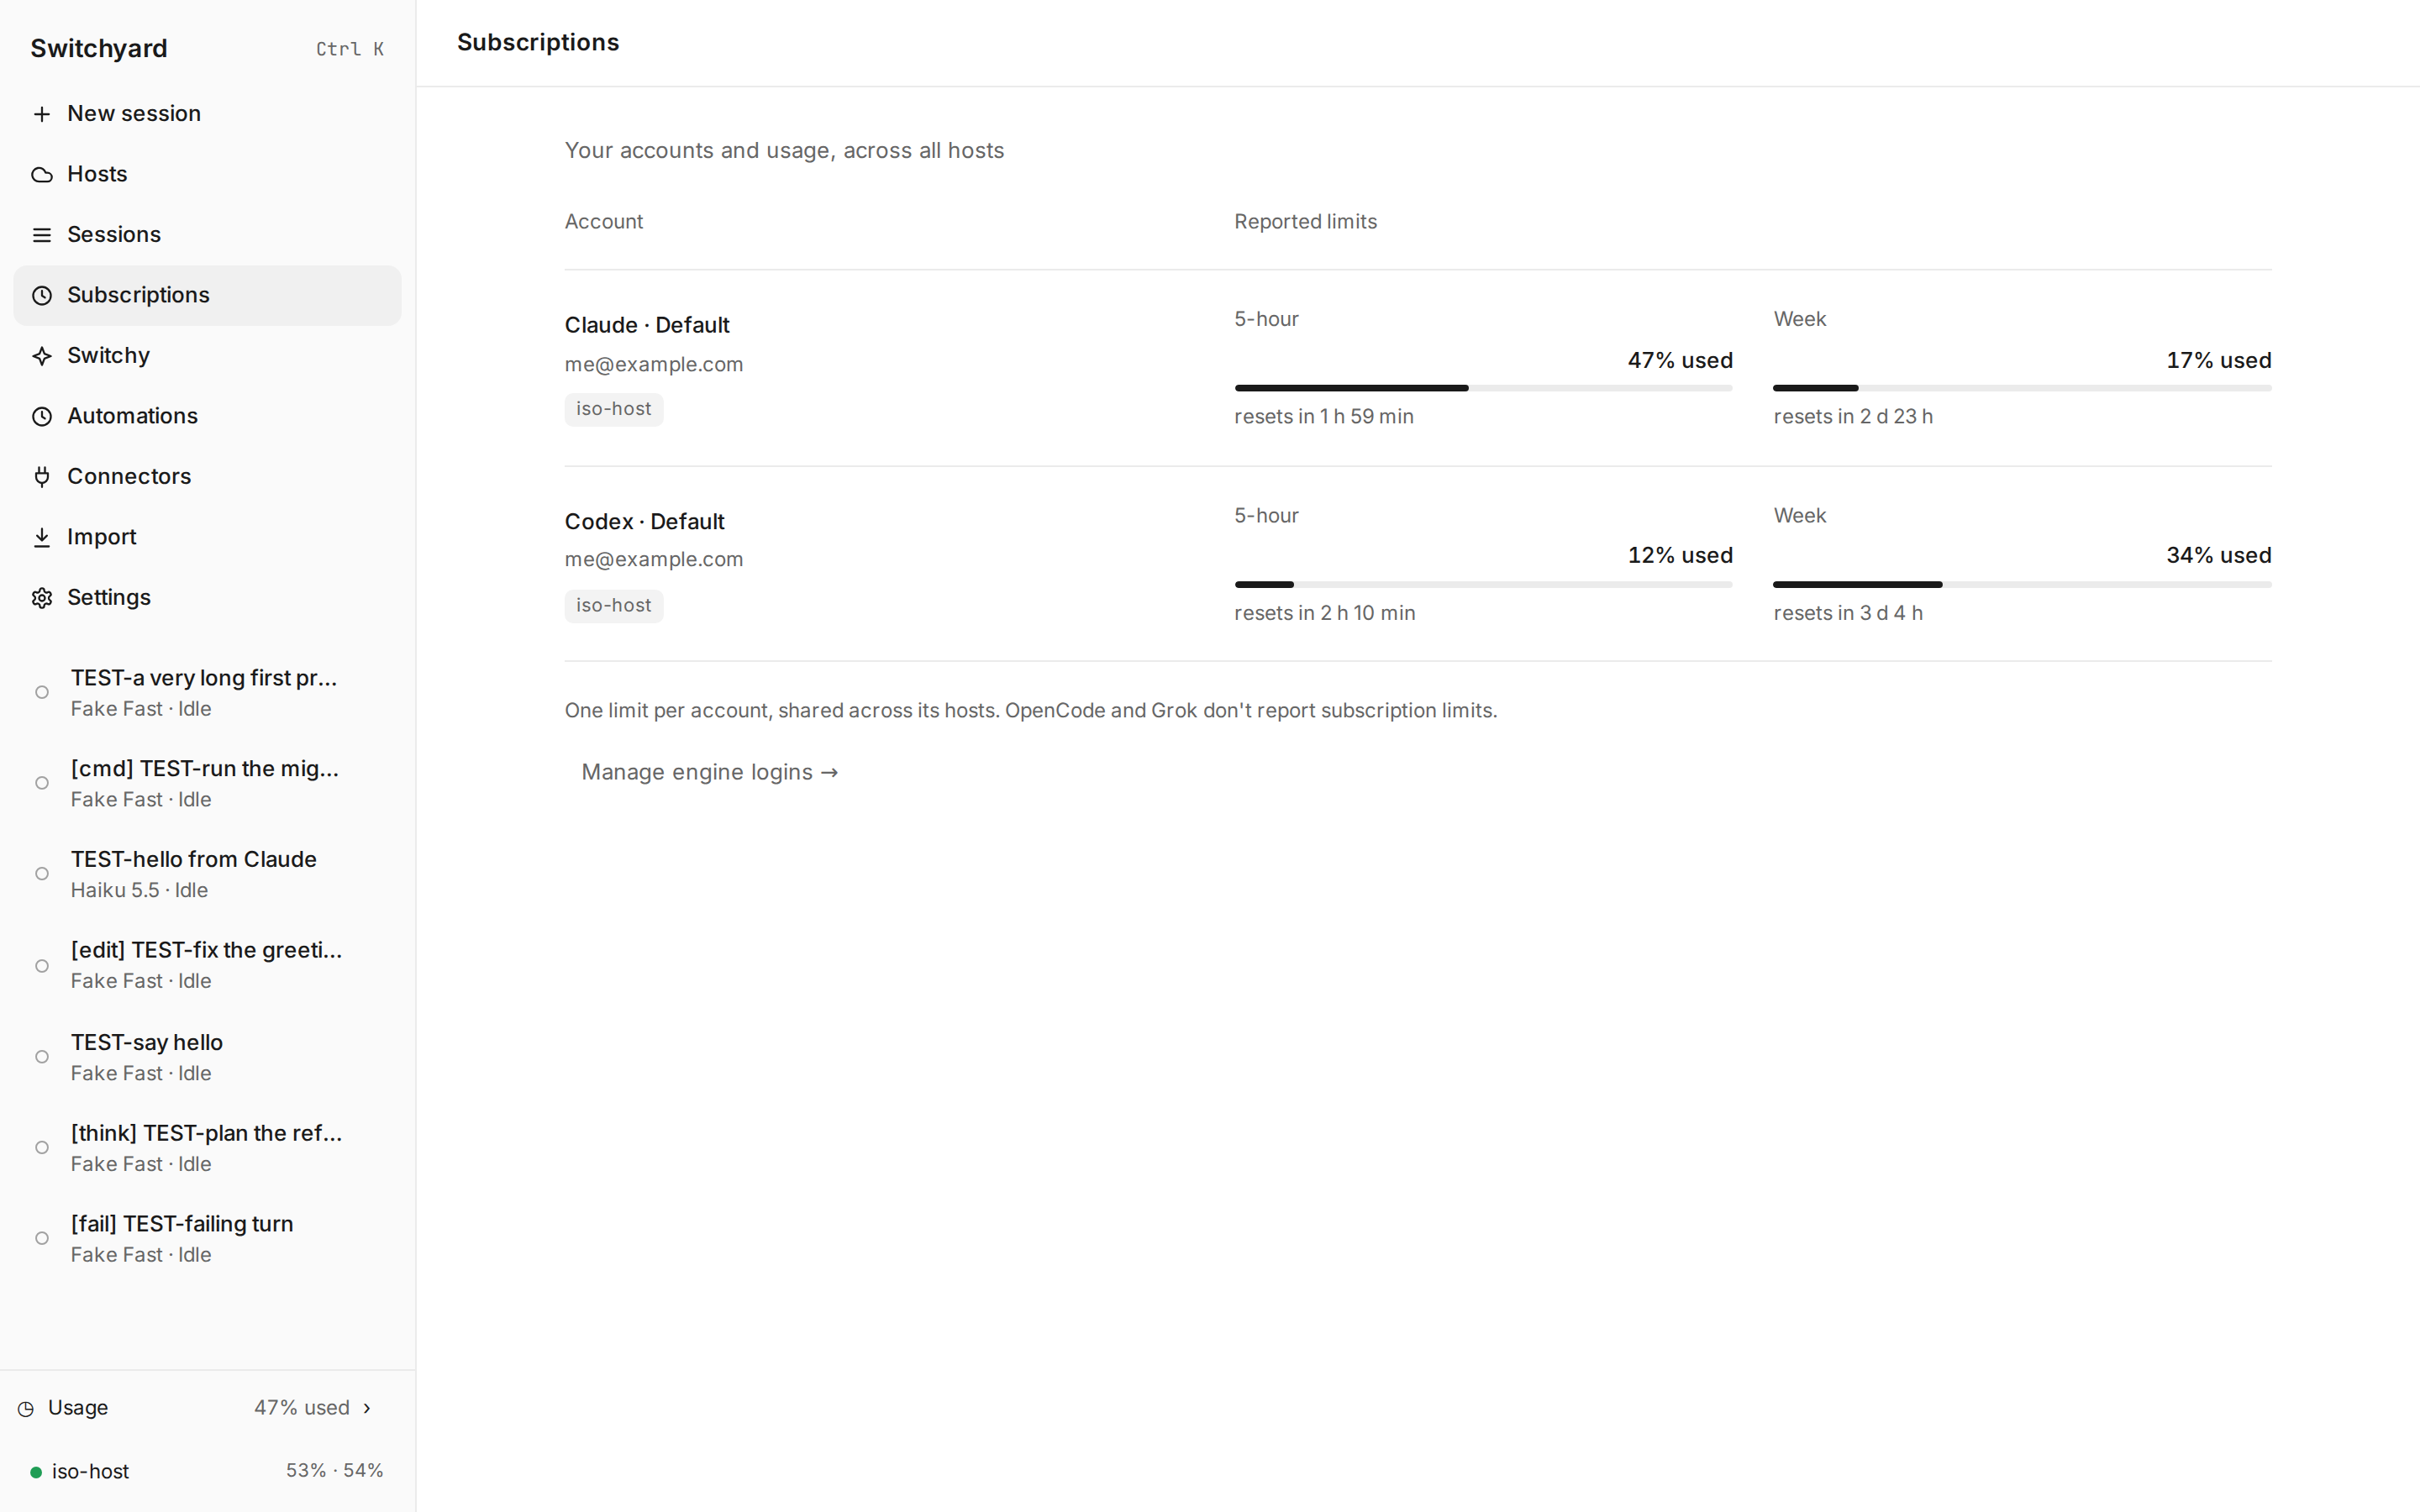 Switchyard
Ctrl K
New session
Hosts
Sessions
Subscriptions
Switchy
Automations
Connectors
Import
Settings
TEST-a very long first pr...
Fake Fast · Idle
[cmd] TEST-run the mig...
Fake Fast · Idle
TEST-hello from Claude
Haiku 5.5 · Idle
[edit] TEST-fix the greeti...
Fake Fast · Idle
TEST-say hello
Fake Fast · Idle
[think] TEST-plan the ref...
Fake Fast · Idle
[fail] TEST-failing turn
Fake Fast · Idle
Usage 47% used ›
iso-host 53% · 54%
Subscriptions
Your accounts and usage, across all hosts
Account
Reported limits
Claude · Default
me@example.com
iso-host
5-hour
47% used
resets in 1 h 59 min
Week
17% used
resets in 2 d 23 h
Codex · Default
me@example.com
iso-host
5-hour
12% used
resets in 2 h 10 min
Week
34% used
resets in 3 d 4 h
One limit per account, shared across its hosts. OpenCode and Grok don't report subscription limits.
Manage engine logins →